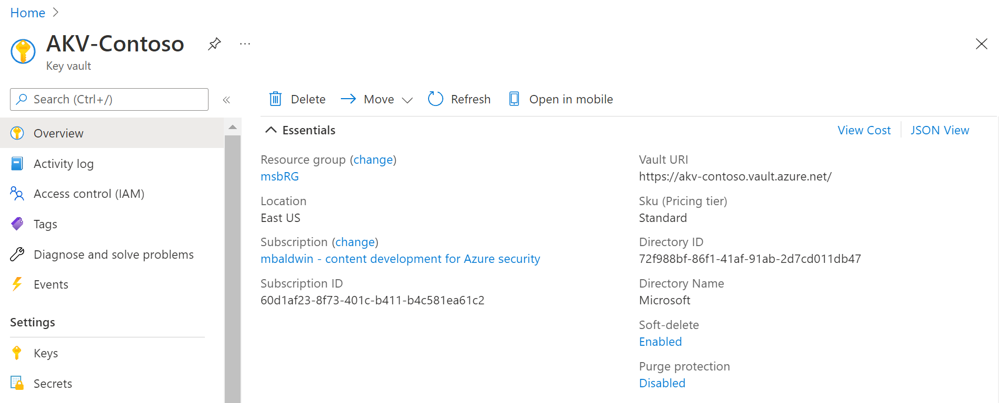 Home
AKV-Contoso
Key vault
Search (Ctrl+/)
Overview
Activity log
Access control (IAM)
Tags
Diagnose and solve problems
Events
Settings
Keys
Secrets
Delete Move Refresh Open in mobile
Essentials
View Cost JSON View
Resource group (change)
msbRG
Location
East US
Subscription (change)
mbaldwin - content development for Azure security
Subscription ID
60d1af23-8f73-401c-b411-b4c581ea61c2
Vault URI
https://akv-contoso.vault.azure.net/
Sku (Pricing tier)
Standard
Directory ID
72f988bf-86f1-41af-91ab-2d7cd011db47
Directory Name
Microsoft
Soft-delete
Enabled
Purge protection
Disabled